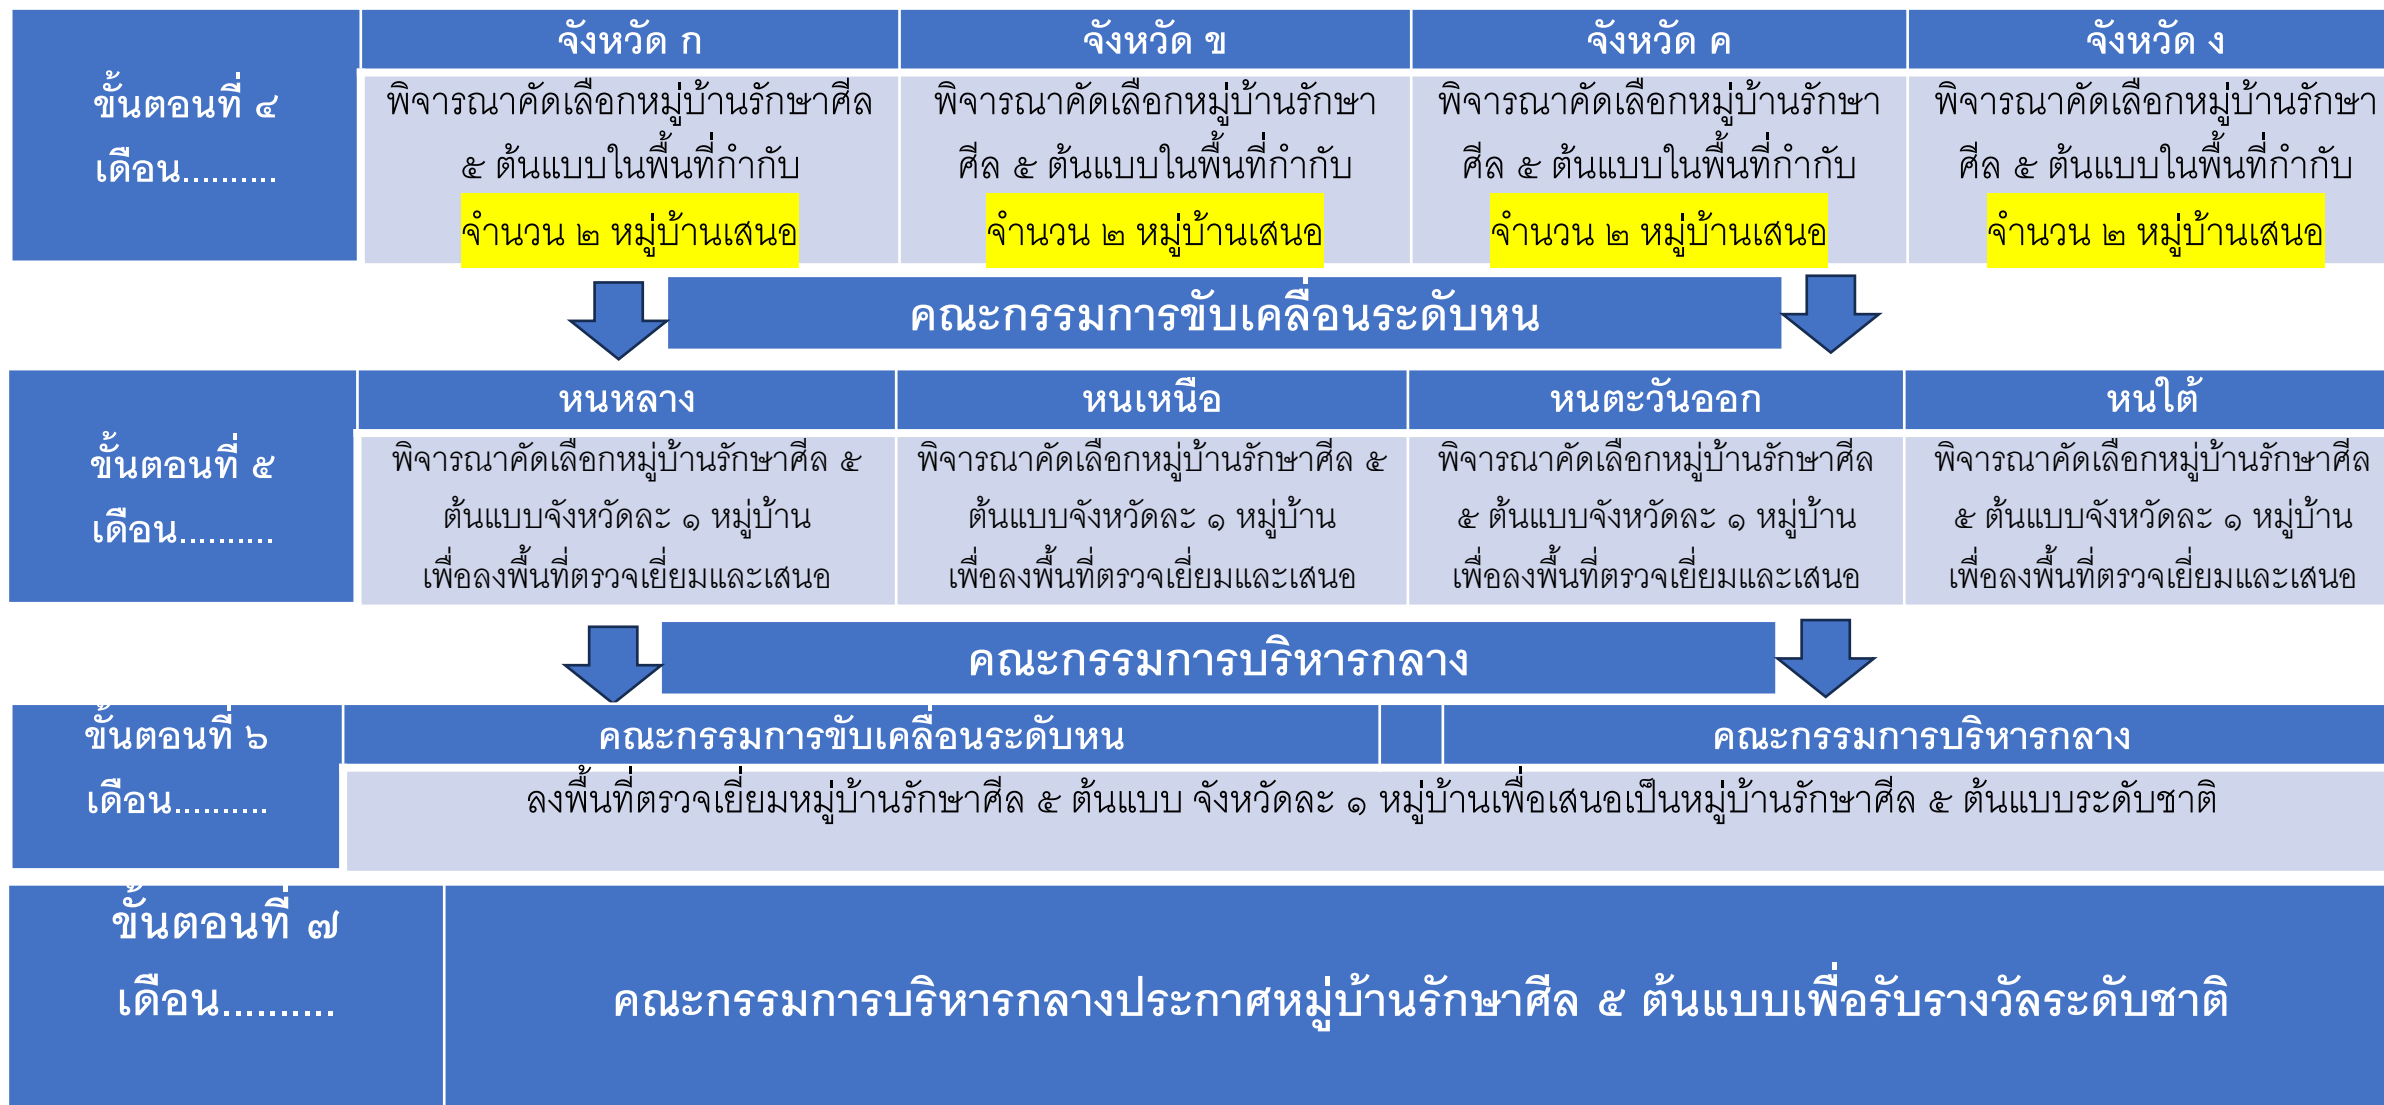 จังหวัด ก
จังหวัด ข
จังหวัด ค
จังหวัด ง
ขั้นตอนที่ ๔
เดือน..........
พิจารณาคัดเลือกหมู่บ้านรักษาศีล
๕ ต้นแบบในพื้นที่กำกับ
จำนวน ๒ หมู่บ้านเสนอ
พิจารณาคัดเลือกหมู่บ้านรักษา
ศีล ๕ ต้นแบบในพื้นที่กำกับ
จำนวน ๒ หมู่บ้านเสนอ
พิจารณาคัดเลือกหมู่บ้านรักษา
ศีล ๕ ต้นแบบในพื้นที่กำกับ
จำนวน ๒ หมู่บ้านเสนอ
พิจารณาคัดเลือกหมู่บ้านรักษา
ศีล ๕ ต้นแบบในพื้นที่กำกับ
จำนวน ๒ หมู่บ้านเสนอ
คณะกรรมการขับเคลื่อนระดับหน
หนหลาง
หนเหนือ
หนตะวันออก
หนใต้
ขั้นตอนที่ ๕
เดือน..........
พิจารณาคัดเลือกหมู่บ้านรักษาศีล ๕
ต้นแบบจังหวัดละ ๑ หมู่บ้าน
เพื่อลงพื้นที่ตรวจเยี่ยมและเสนอ
พิจารณาคัดเลือกหมู่บ้านรักษาศีล ๕
ต้นแบบจังหวัดละ ๑ หมู่บ้าน
เพื่อลงพื้นที่ตรวจเยี่ยมและเสนอ
พิจารณาคัดเลือกหมู่บ้านรักษาศีล
๕ ต้นแบบจังหวัดละ ๑ หมู่บ้าน
เพื่อลงพื้นที่ตรวจเยี่ยมและเสนอ
พิจารณาคัดเลือกหมู่บ้านรักษาศีล
๕ ต้นแบบจังหวัดละ ๑ หมู่บ้าน
เพื่อลงพื้นที่ตรวจเยี่ยมและเสนอ
คณะกรรมการบริหารกลาง
ขั้นตอนที่ ๖
เดือน..........
คณะกรรมการขับเคลื่อนระดับหน
คณะกรรมการบริหารกลาง
ลงพื้นที่ตรวจเยี่ยมหมู่บ้านรักษาศีล ๕ ต้นแบบ จังหวัดละ ๑ หมู่บ้านเพื่อเสนอเป็นหมู่บ้านรักษาศีล ๕ ต้นแบบระดับชาติ
ขั้นตอนที่ ๗
เดือน..........
คณะกรรมการบริหารกลางประกาศหมู่บ้านรักษาศีล ๕ ต้นแบบเพื่อรับรางวัลระดับชาติ